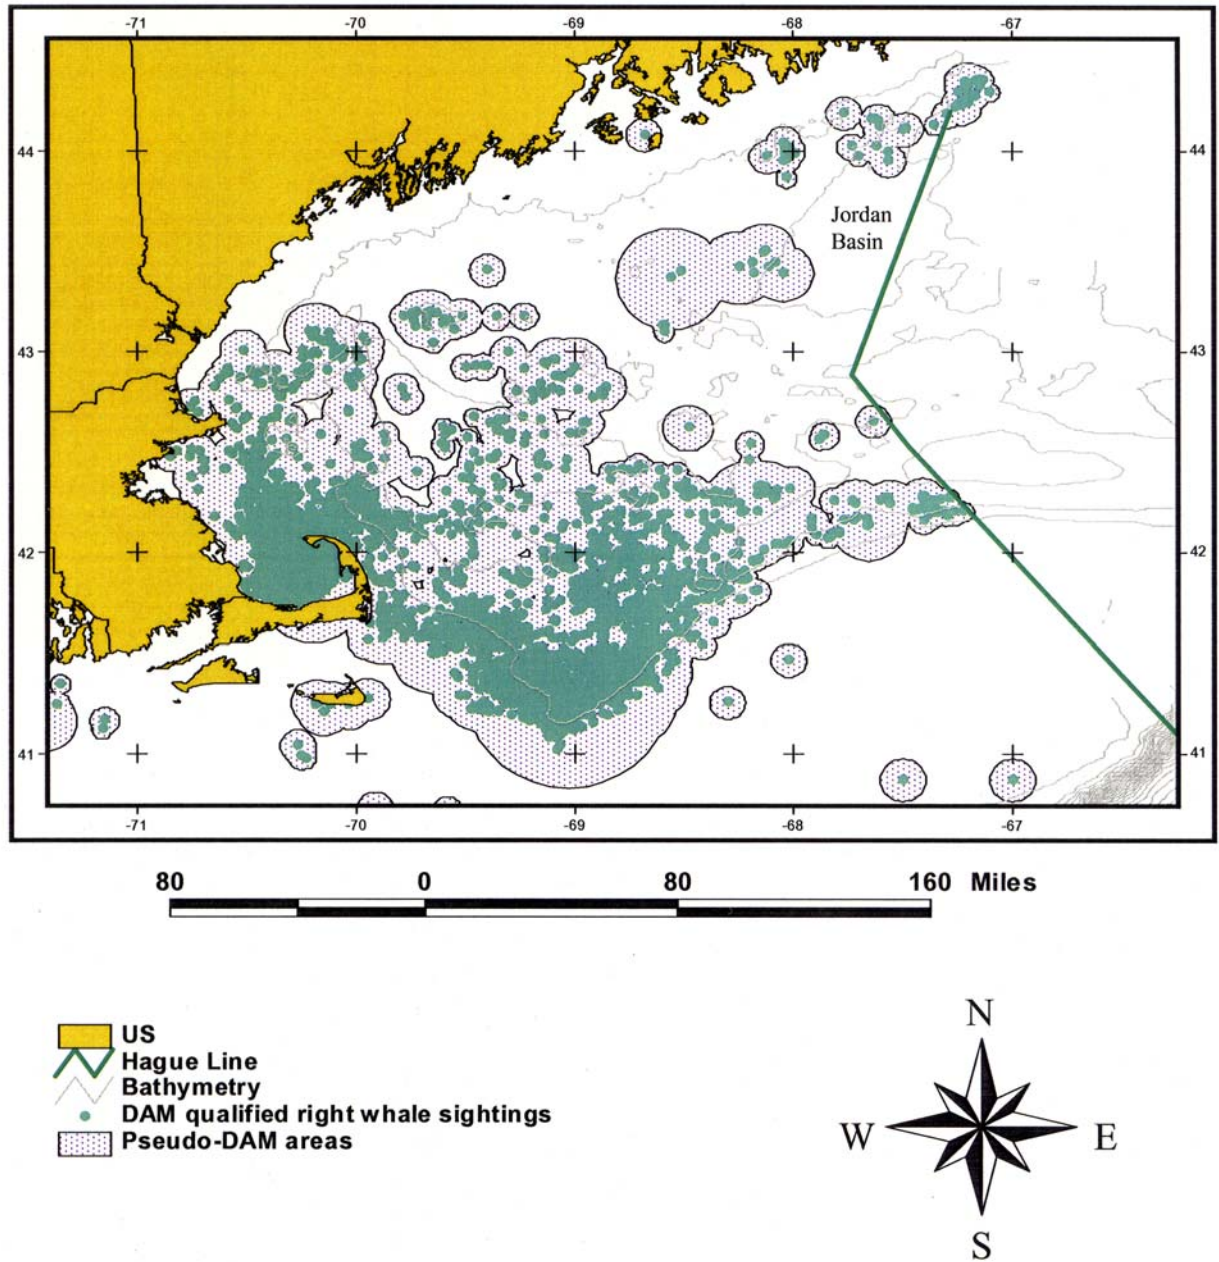 -71 -70 -69 -68 -67
44 44
Jordan
Basin
43 43
42 42
41 41
-71 -70 -69 -68 -67
80 0 80 160 Miles
US
Hague Line
Bathymetry
DAM qualified right whale sightings
Pseudo-DAM areas
N
W E
S